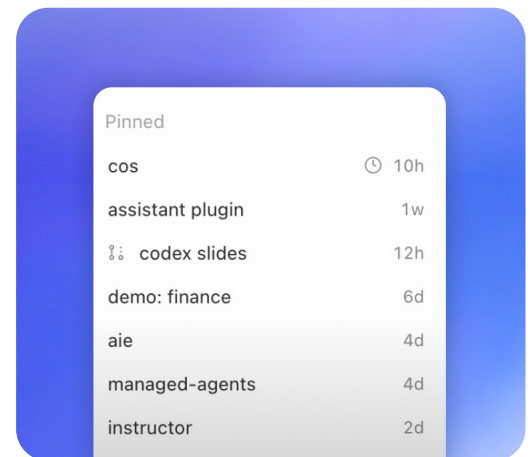 Pinned
cos 10h
assistant plugin 1w
codex slides 12h
demo: finance 6d
aie 4d
managed-agents 4d
instructor 2d